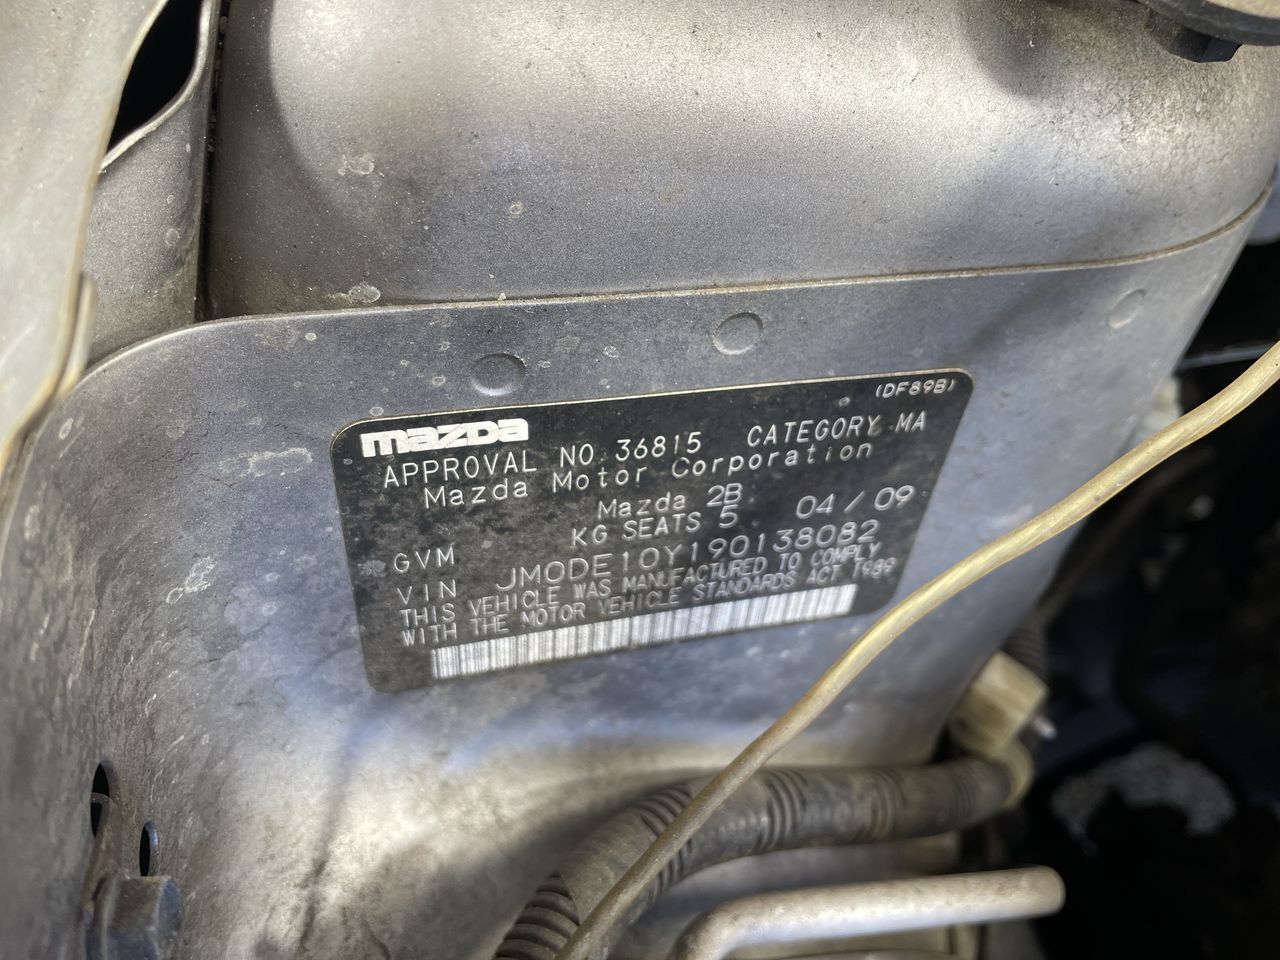 (DF89B)
mazda
APPROVAL NO. 36815 CATEGORY MA
Mazda Motor Corporation
Mazda 2B 04/09
GVM KG SEATS 5
VIN JM0DE10Y190138082
THIS VEHICLE WAS MANUFACTURED TO COMPLY
WITH THE MOTOR VEHICLE STANDARDS ACT 1989